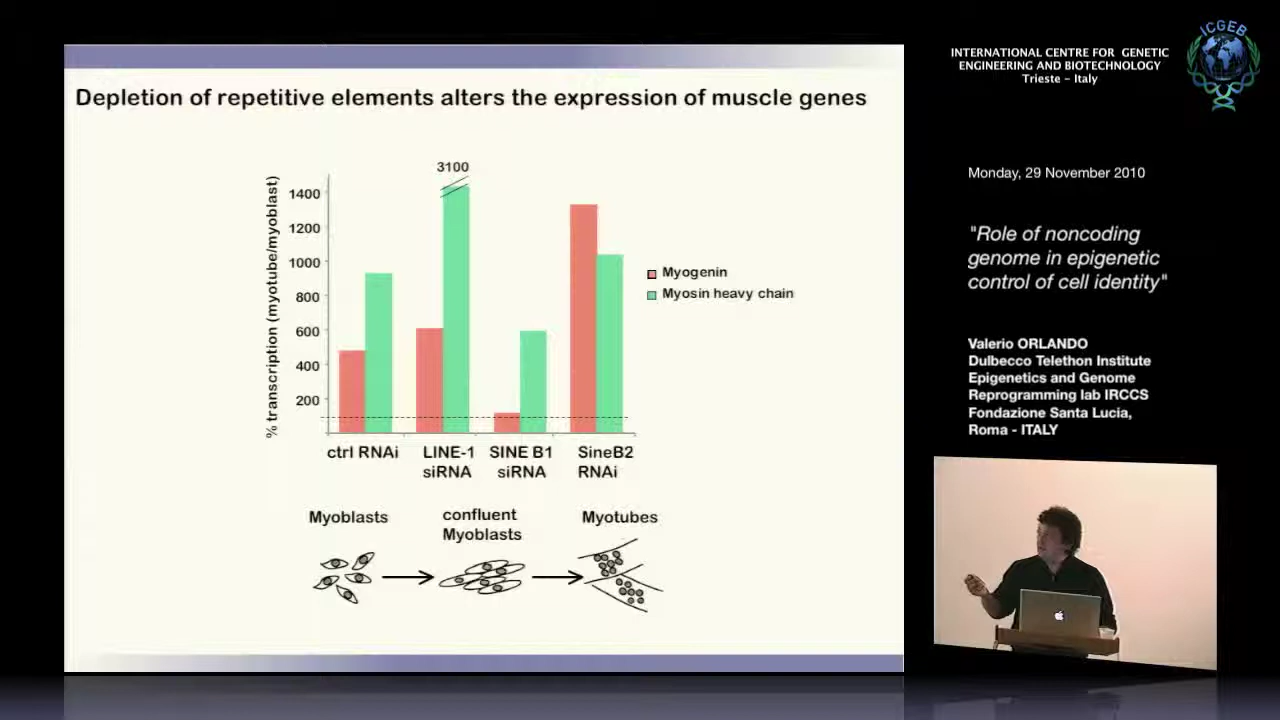 Depletion of repetitive elements alters the expression of muscle genes
3100
% transcription (myotube/myoblast)
1400
1200
1000
800
600
400
200
Myogenin
Myosin heavy chain
ctrl RNAi
LINE-1
siRNA
SINE B1
siRNA
SineB2
RNAi
Myoblasts
confluent
Myoblasts
Myotubes
INTERNATIONAL CENTRE FOR GENETIC
ENGINEERING AND BIOTECHNOLOGY
Trieste - Italy
ICGEB
Monday, 29 November 2010
"Role of noncoding
genome in epigenetic
control of cell identity"
Valerio ORLANDO
Dulbecco Telethon Institute
Epigenetics and Genome
Reprogramming lab IRCCS
Fondazione Santa Lucia,
Roma - ITALY